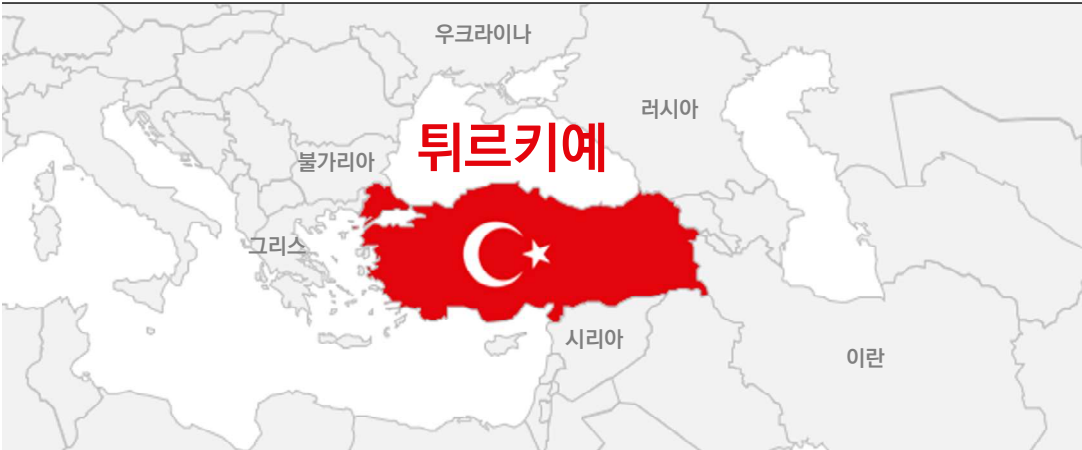 우크라이나
러시아
튀르키예
불가리아
그리스
시리아
이란